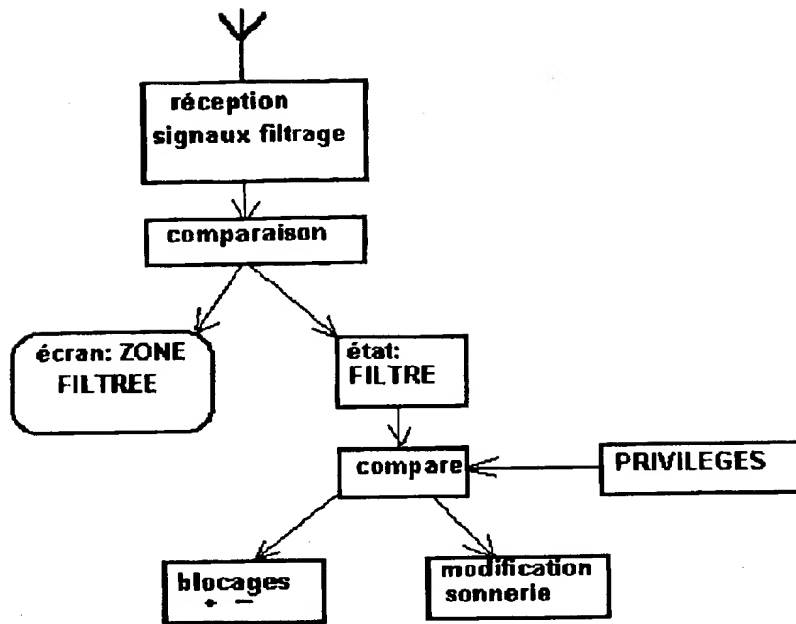 réception
signaux filtrage
comparaison
écran: ZONE
FILTREE
état:
FILTRE
compare
PRIVILEGES
blocages
+ −
modification
sonnerie